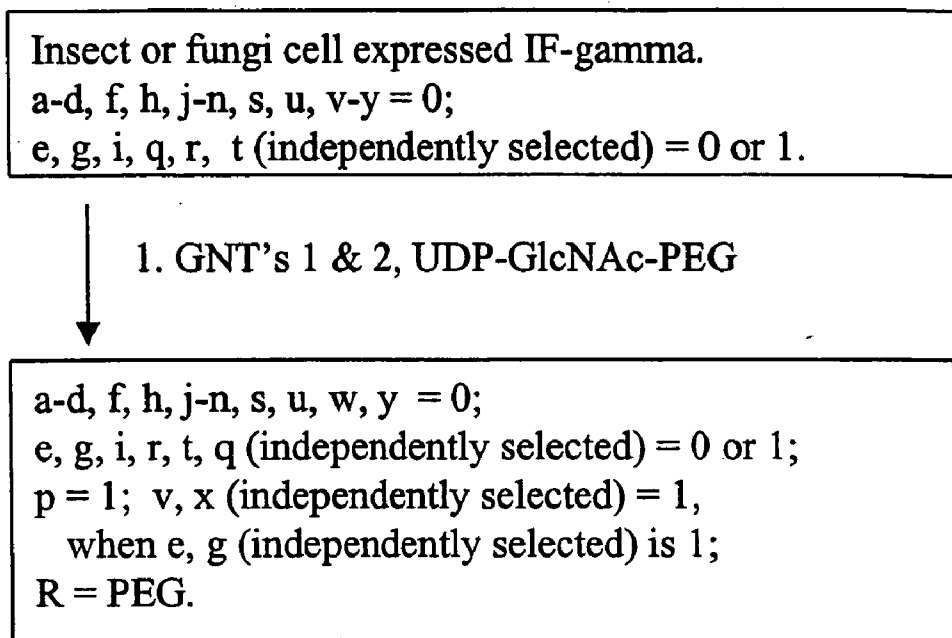 Insect or fungi cell expressed IF-gamma.
a-d, f, h, j-n, s, u, v-y = 0;
e, g, i, q, r, t (independently selected) = 0 or 1.
1. GNT's 1 & 2, UDP-GlcNAc-PEG
a-d, f, h, j-n, s, u, w, y = 0;
e, g, i, r, t, q (independently selected) = 0 or 1;
p = 1; v, x (independently selected) = 1,
when e, g (independently selected) is 1;
R = PEG.